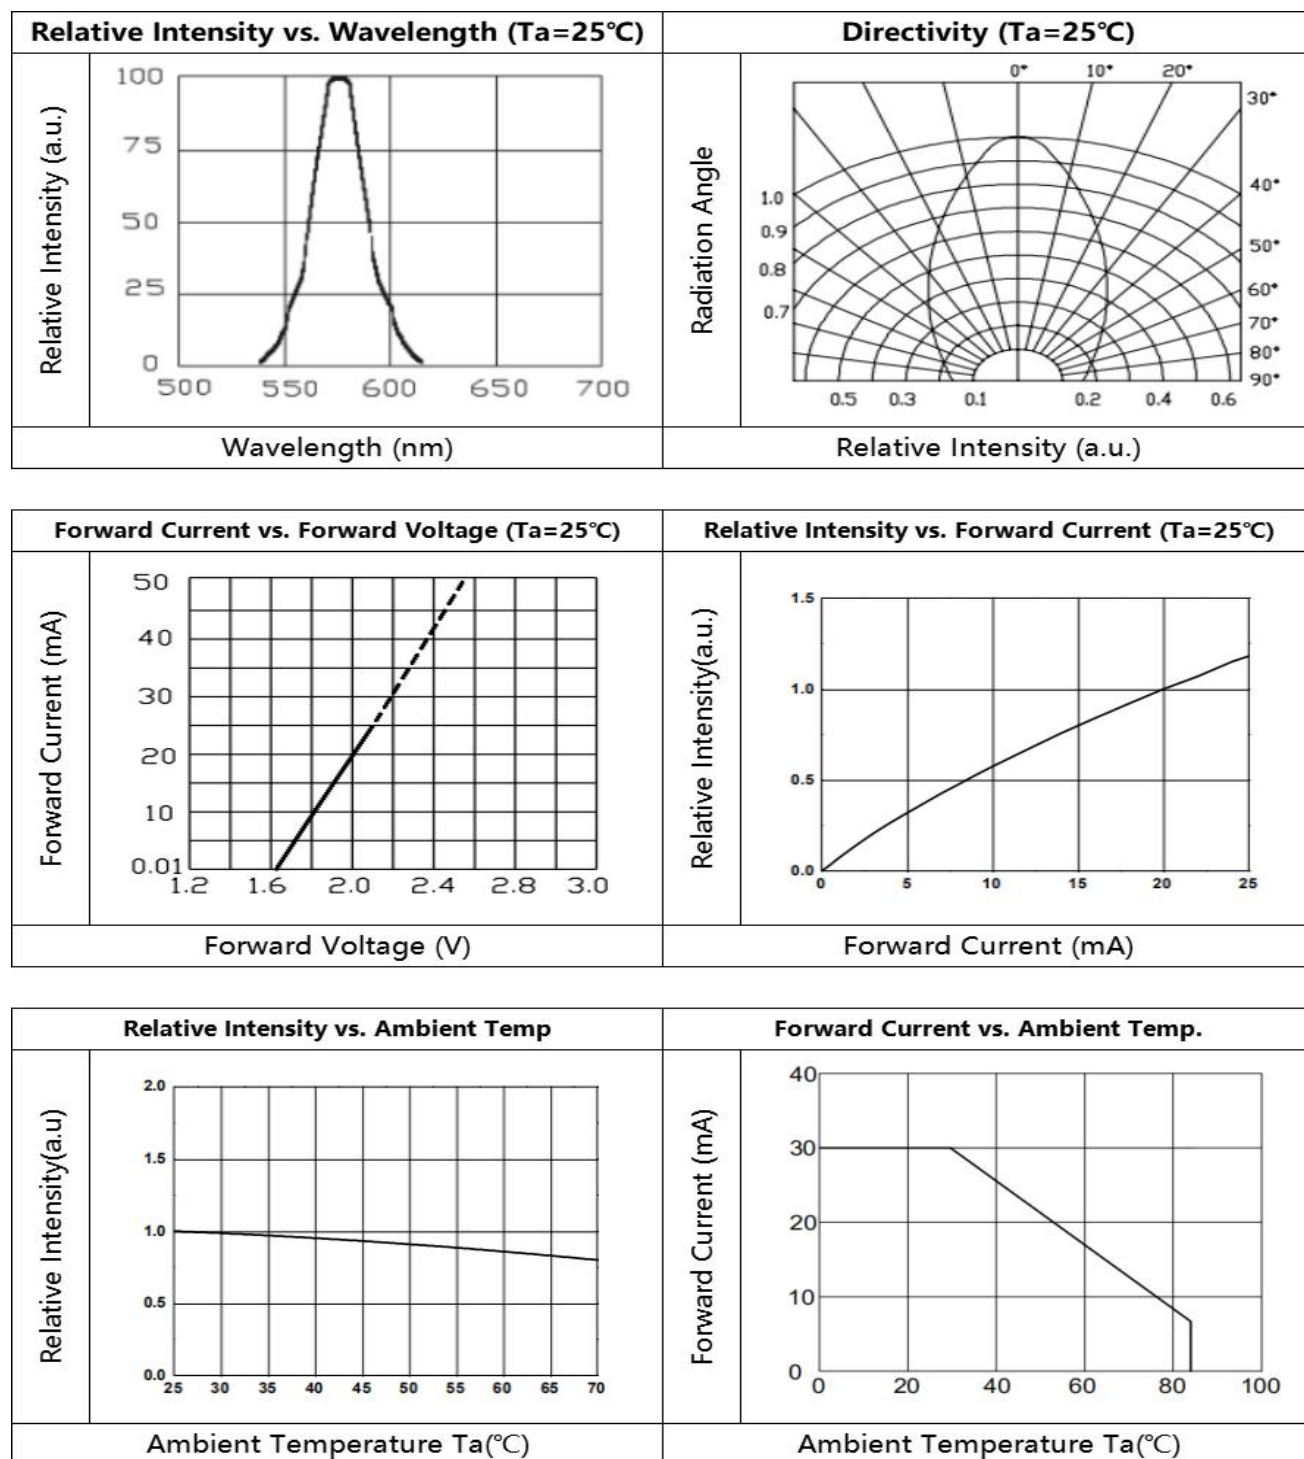 Relative Intensity vs. Wavelength (Ta=25℃)
Directivity (Ta=25℃)
Relative Intensity (a.u.)
100
75
50
25
0
500 550 600 650 700
Wavelength (nm)
Radiation Angle
0° 10° 20°
30°
40°
50°
60°
70°
80°
90°
1.0
0.9
0.8
0.7
0.5 0.3 0.1 0.2 0.4 0.6
Relative Intensity (a.u.)
Forward Current vs. Forward Voltage (Ta=25℃)
Relative Intensity vs. Forward Current (Ta=25℃)
Forward Current (mA)
50
40
30
20
10
0.01
1.2 1.6 2.0 2.4 2.8 3.0
Forward Voltage (V)
Relative Intensity(a.u.)
1.5
1.0
0.5
0.0
0 5 10 15 20 25
Forward Current (mA)
Relative Intensity vs. Ambient Temp
Forward Current vs. Ambient Temp.
Relative Intensity(a.u)
2.0
1.5
1.0
0.5
0.0
25 30 35 40 45 50 55 60 65 70
Ambient Temperature Ta(℃)
Forward Current (mA)
40
30
20
10
0
0 20 40 60 80 100
Ambient Temperature Ta(℃)